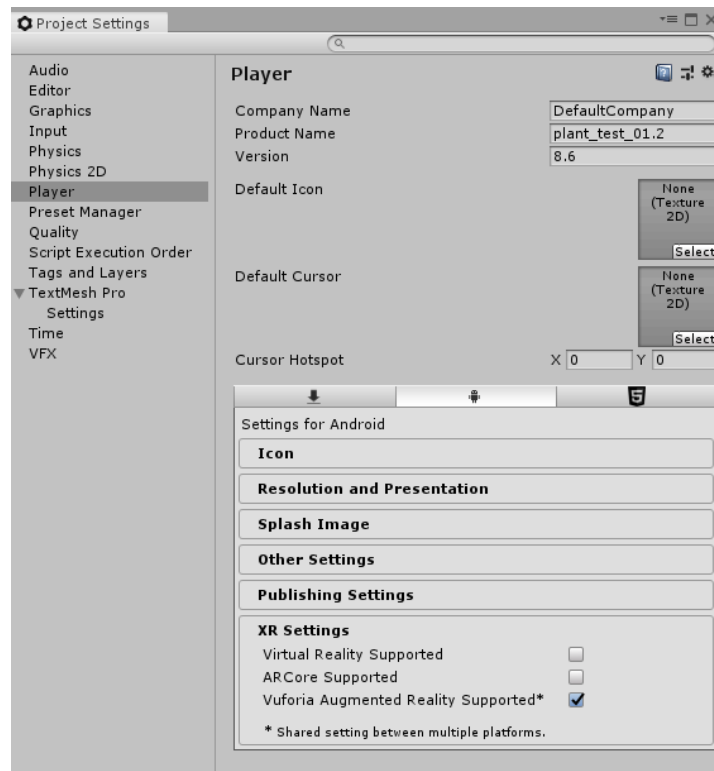 Project Settings
Audio
Editor
Graphics
Input
Physics
Physics 2D
Player
Preset Manager
Quality
Script Execution Order
Tags and Layers
TextMesh Pro
Settings
Time
VFX
Player
Company Name DefaultCompany
Product Name plant_test_01.2
Version 8.6
Default Icon
None
(Texture
2D)
Select
Default Cursor
None
(Texture
2D)
Select
Cursor Hotspot X 0 Y 0
Settings for Android
Icon
Resolution and Presentation
Splash Image
Other Settings
Publishing Settings
XR Settings
Virtual Reality Supported
ARCore Supported
Vuforia Augmented Reality Supported*
* Shared setting between multiple platforms.